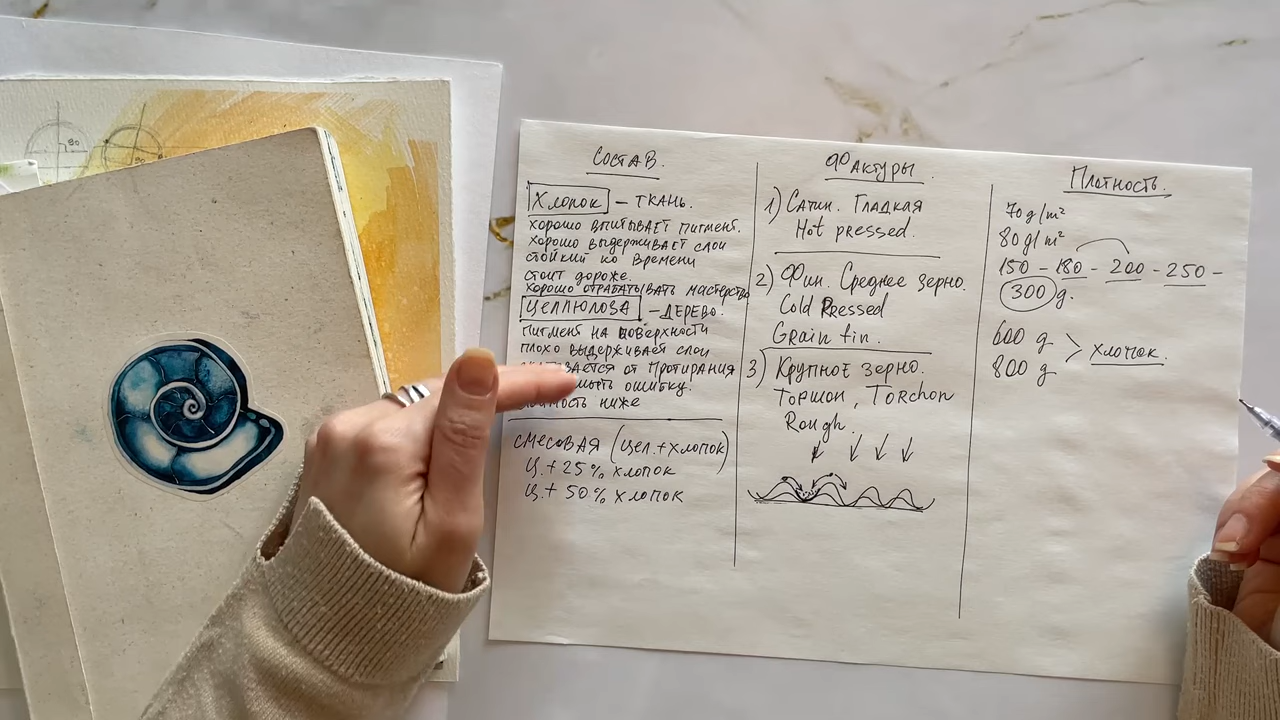 Состав.
Хлопок – ткань.
хорошо впитывает пигмент.
хорошо выдерживает слои
стойкий ко времени
стоит дороже.
хорошо отрабатывать мастерство
Целлюлоза – дерево.
пигмент на поверхности
плохо выдерживает слои
от протирания
ошибку!
ниже
смесовая (цел.+хлопок)
Ц.+ 25% хлопок
Ц.+ 50% хлопок
Фактуры
1) Сатин. Гладкая
Hot pressed.
2) Фин. Среднее зерно.
Cold Pressed
Grain fin.
3) Крупное зерно.
Торшон, Torchon
Rough.
Плотность.
70 g/m²
80 g/m²
150 – 180 – 200 – 250 –
300 g.
600 g
800 g
> хлопок.
80